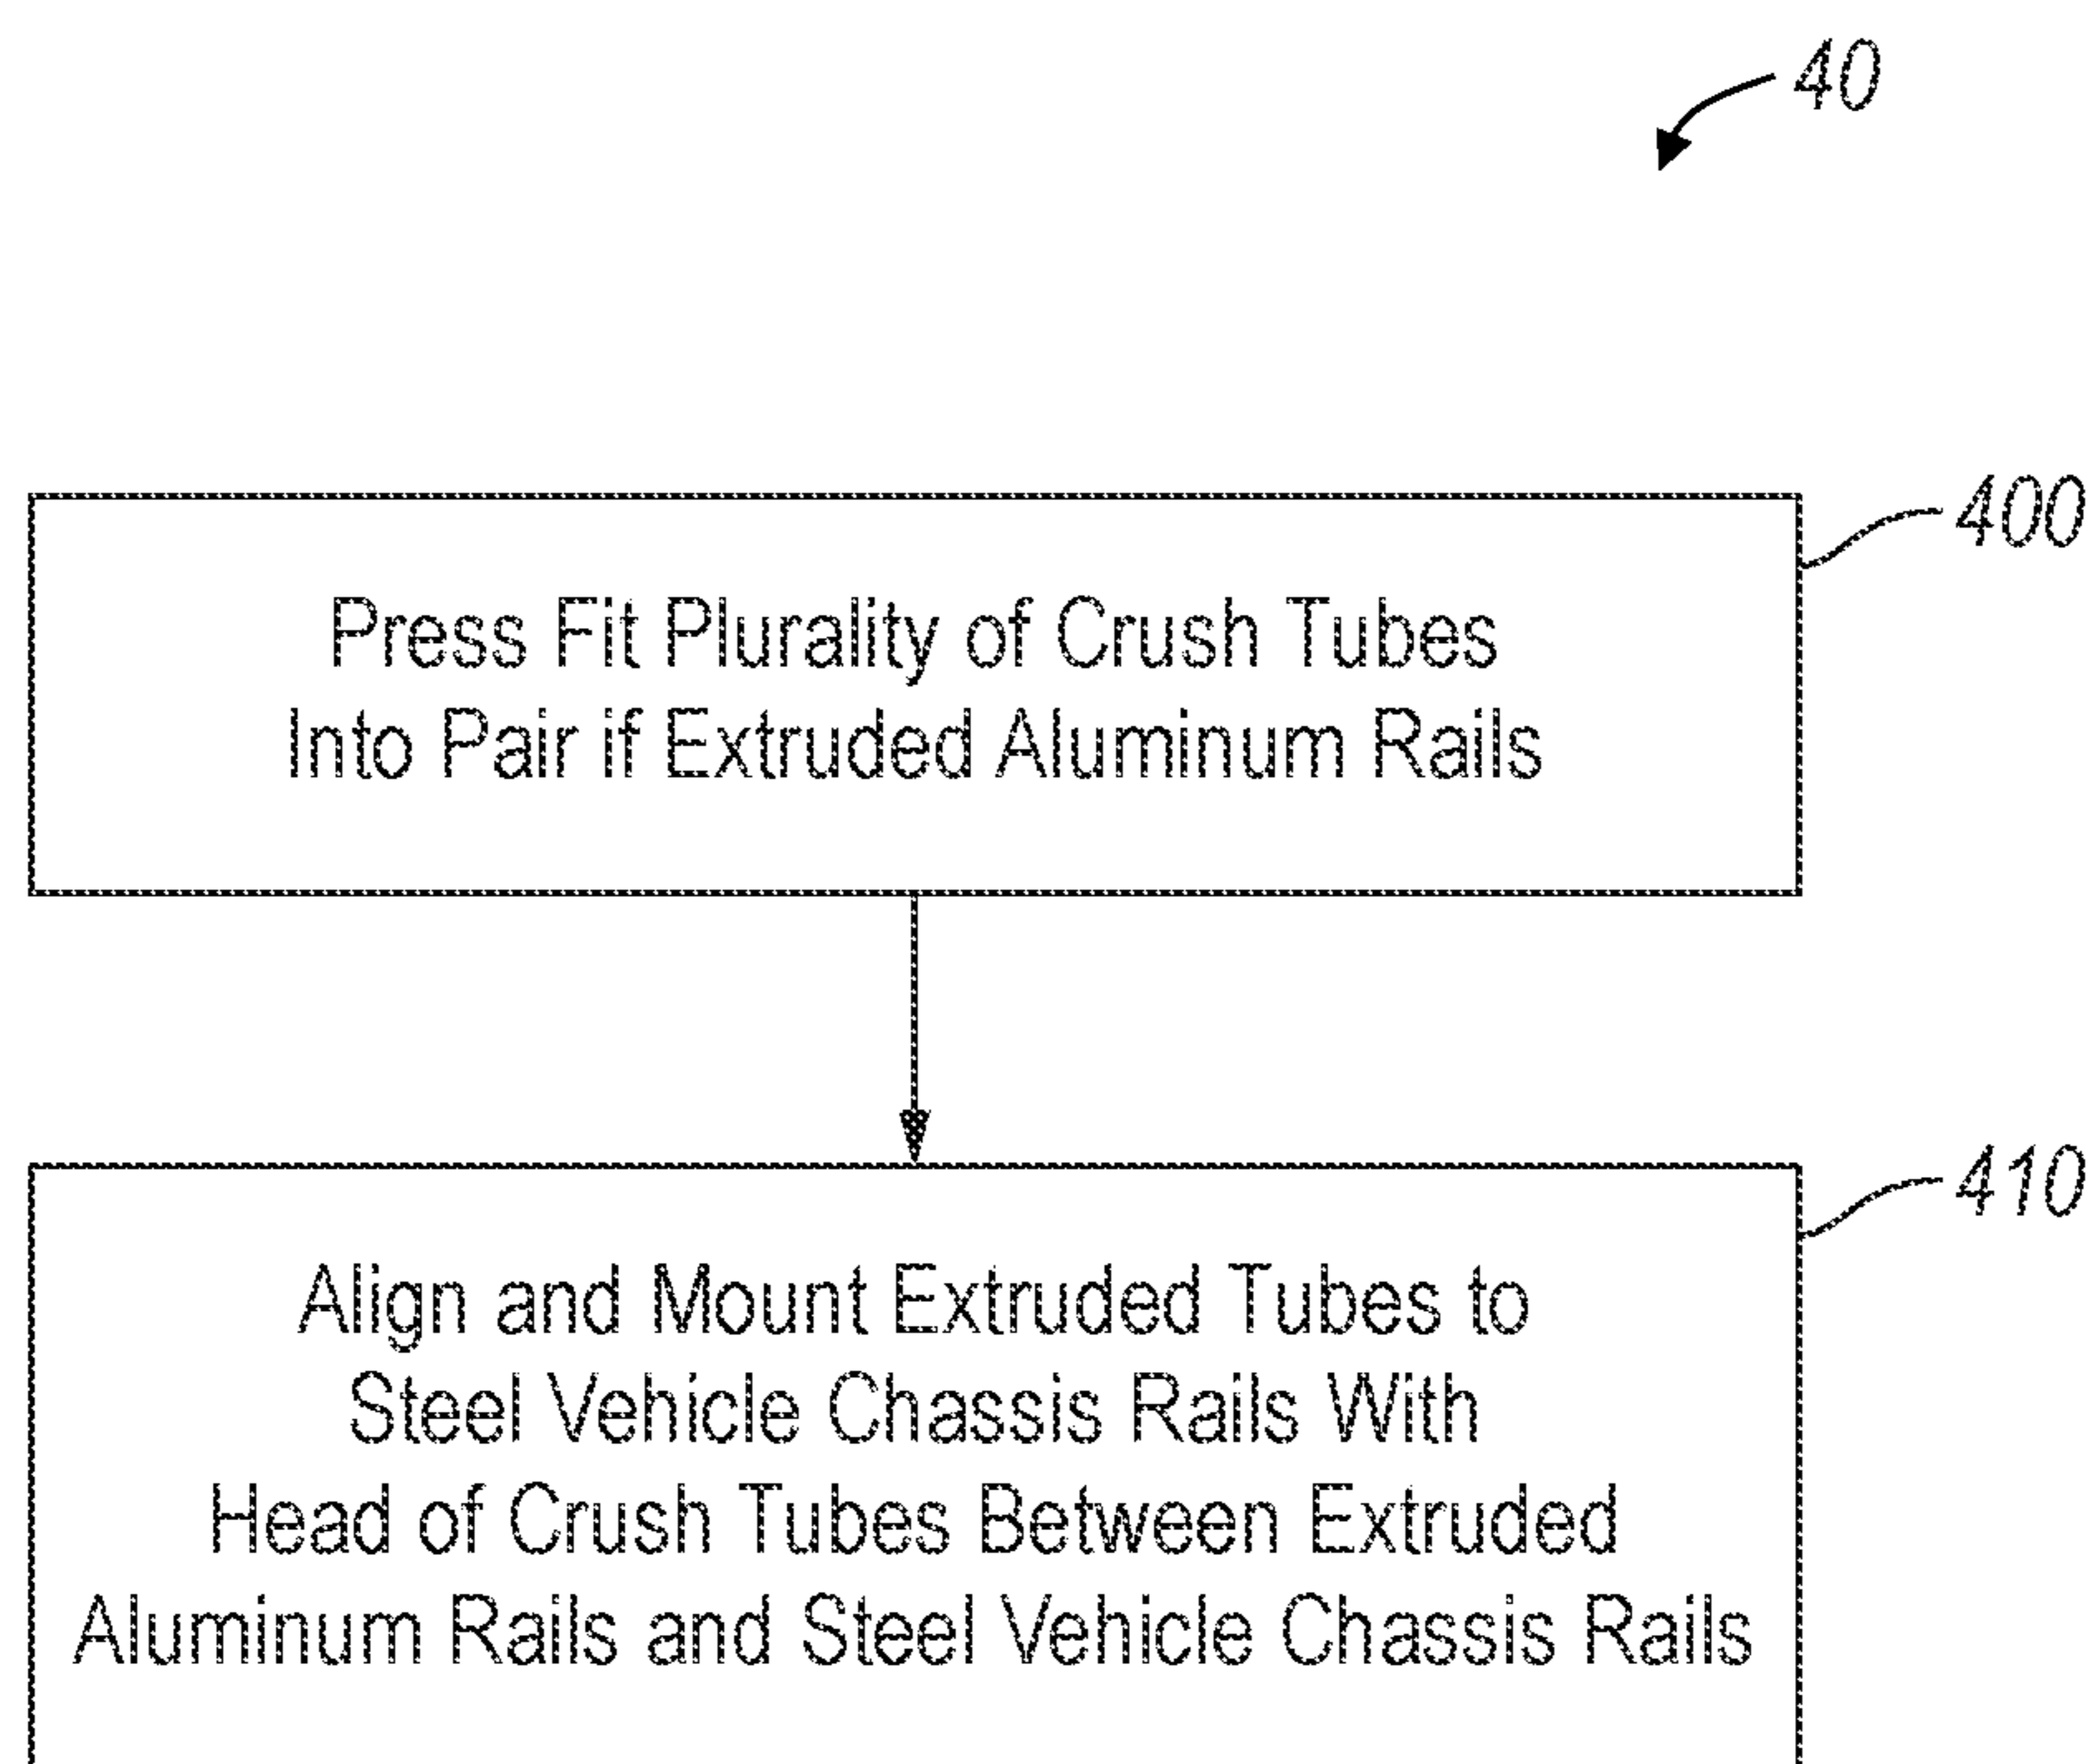 40
400
Press Fit Plurality of Crush Tubes
Into Pair if Extruded Aluminum Rails
410
Align and Mount Extruded Tubes to
Steel Vehicle Chassis Rails With
Head of Crush Tubes Between Extruded
Aluminum Rails and Steel Vehicle Chassis Rails